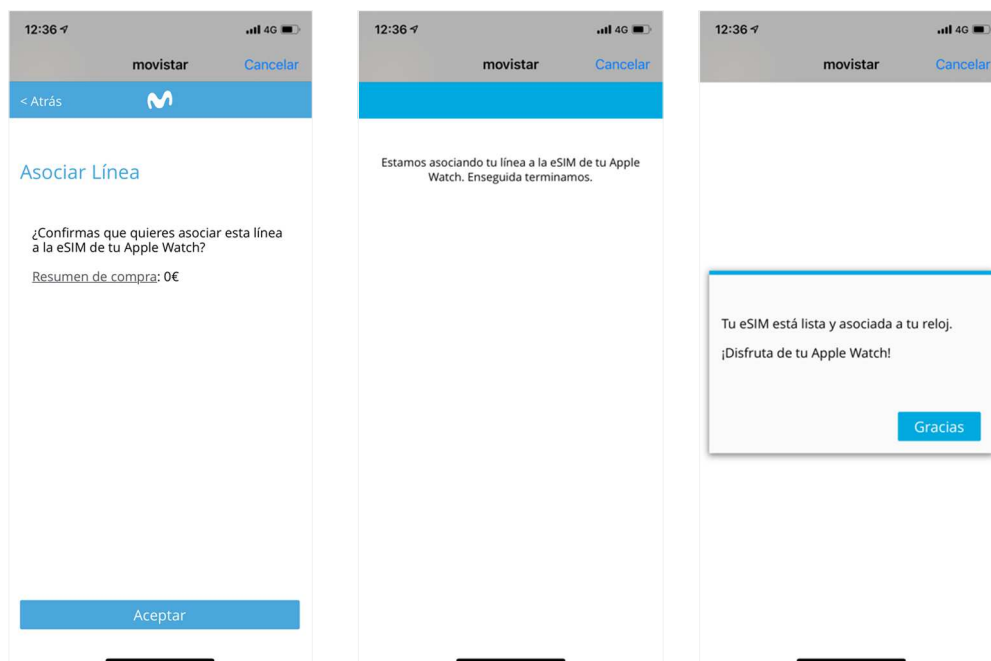 12:36
4G
movistar
Cancelar
< Atrás
Asociar Línea
¿Confirmas que quieres asociar esta línea
a la eSIM de tu Apple Watch?
Resumen de compra: 0€
Aceptar
12:36
4G
movistar
Cancelar
Estamos asociando tu línea a la eSIM de tu Apple
Watch. Enseguida terminamos.
12:36
4G
movistar
Cancelar
Tu eSIM está lista y asociada a tu reloj.
¡Disfruta de tu Apple Watch!
Gracias